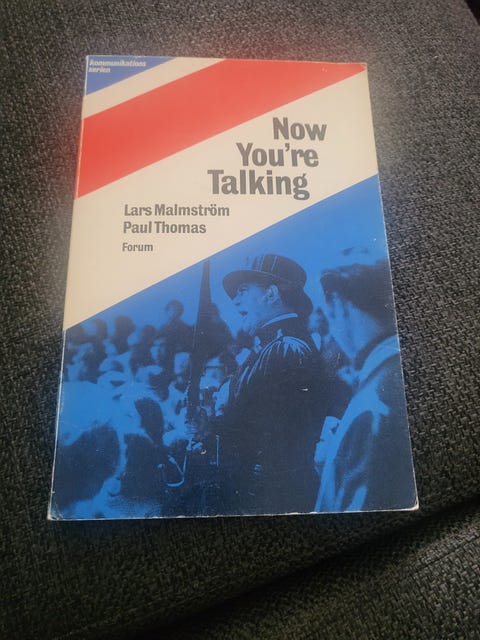 kommunikations
serien
Now
You're
Talking
Lars Malmström
Paul Thomas
Forum